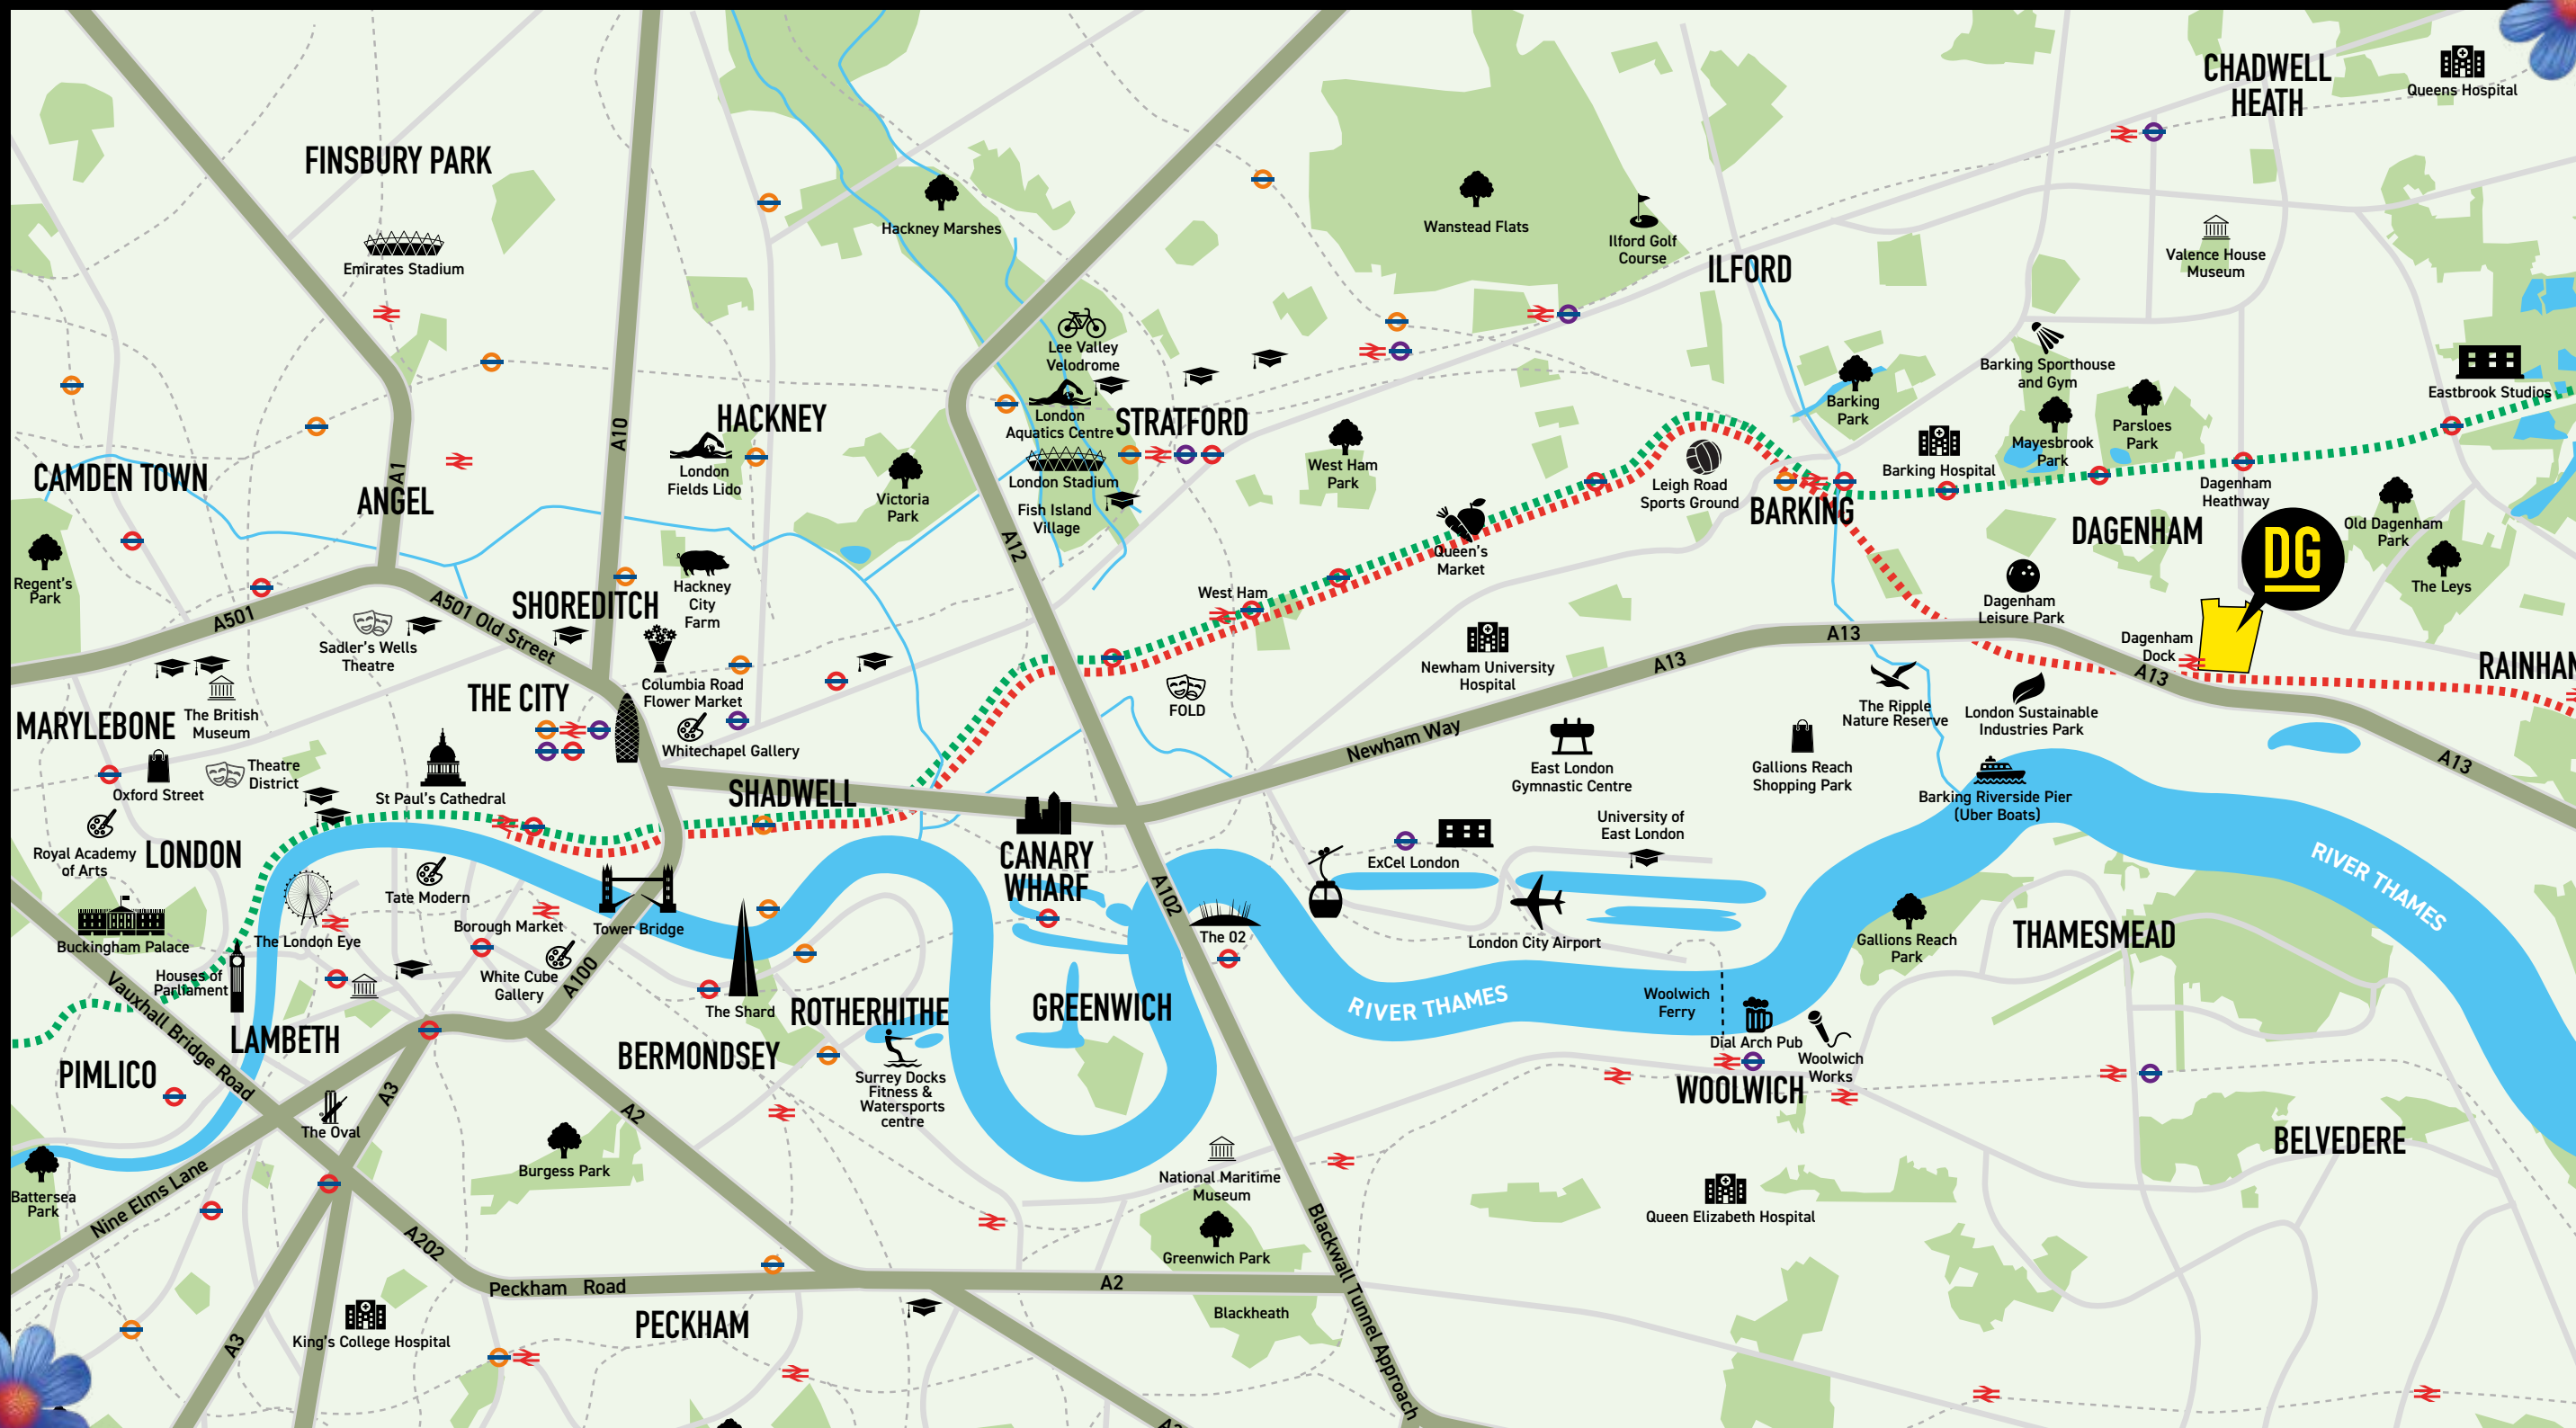 CHADWELL
HEATH
Queens Hospital
FINSBURY PARK
Emirates Stadium
Hackney Marshes
Wanstead Flats
Ilford Golf
Course
ILFORD
Valence House
Museum
Lee Valley
Velodrome
London
Aquatics Centre
STRATFORD
London Stadium
Fish Island
Village
HACKNEY
London
Fields Lido
Victoria
Park
A10
A1
CAMDEN TOWN
ANGEL
Regent's
Park
West Ham
Park
Queen's
Market
Leigh Road
Sports Ground
Barking
Park
BARKING
Barking Hospital
Barking Sporthouse
and Gym
Mayesbrook
Park
Parsloes
Park
Eastbrook Studios
Dagenham
Heathway
DAGENHAM
Old Dagenham
Park
The Leys
DG
Dagenham
Leisure Park
Dagenham
Dock
A13
A13
A13
A13
RAINHAM
A12
West Ham
Hackney
City
Farm
SHOREDITCH
A501
A501 Old Street
Sadler's Wells
Theatre
Columbia Road
Flower Market
Whitechapel Gallery
THE CITY
MARYLEBONE
The British
Museum
Oxford Street
Theatre
District
St Paul's Cathedral
SHADWELL
FOLD
Newham University
Hospital
Newham Way
East London
Gymnastic Centre
Gallions Reach
Shopping Park
The Ripple
Nature Reserve
London Sustainable
Industries Park
Barking Riverside Pier
(Uber Boats)
University of
East London
ExCel London
London City Airport
RIVER THAMES
RIVER THAMES
Royal Academy
of Arts
LONDON
Tate Modern
Borough Market
Tower Bridge
The London Eye
Buckingham Palace
Houses of
Parliament
White Cube
Gallery
A100
The Shard
CANARY
WHARF
A102
The O2
Gallions Reach
Park
THAMESMEAD
Woolwich
Ferry
Dial Arch Pub
Woolwich
Works
WOOLWICH
BELVEDERE
Vauxhall Bridge Road
LAMBETH
PIMLICO
ROTHERHITHE
BERMONDSEY
GREENWICH
Surrey Docks
Fitness &
Watersports
centre
A3
The Oval
A2
Burgess Park
Battersea
Park
Nine Elms Lane
A202
National Maritime
Museum
Greenwich Park
Blackheath
Blackwall Tunnel Approach
Queen Elizabeth Hospital
Peckham Road
A2
PECKHAM
King's College Hospital
A3